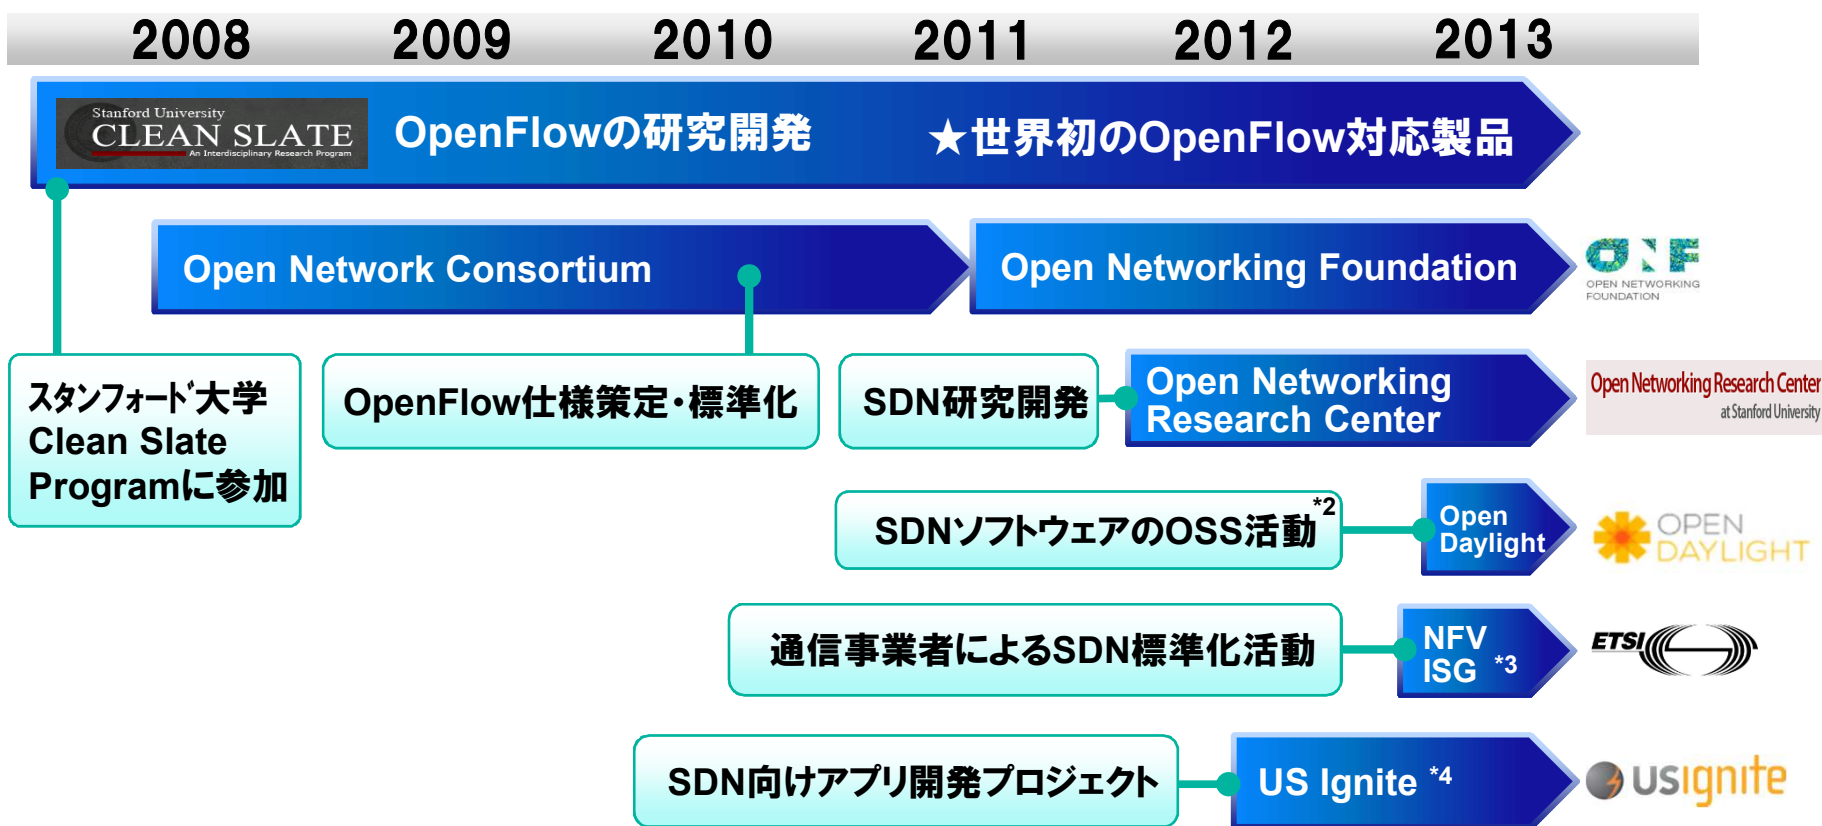 2008 2009 2010 2011 2012 2013
Stanford University
CLEAN SLATE
An Interdisciplinary Research Program
OpenFlowの研究開発
★世界初のOpenFlow対応製品
Open Network Consortium
Open Networking Foundation
ONF
OPEN NETWORKING
FOUNDATION
スタンフォード大学
Clean Slate
Programに参加
OpenFlow仕様策定・標準化
SDN研究開発
Open Networking
Research Center
Open Networking Research Center
at Stanford University
SDNソフトウェアのOSS活動*2
Open
Daylight
OPEN
DAYLIGHT
通信事業者によるSDN標準化活動
NFV
ISG *3
ETSI
SDN向けアプリ開発プロジェクト
US Ignite *4
USIgnite